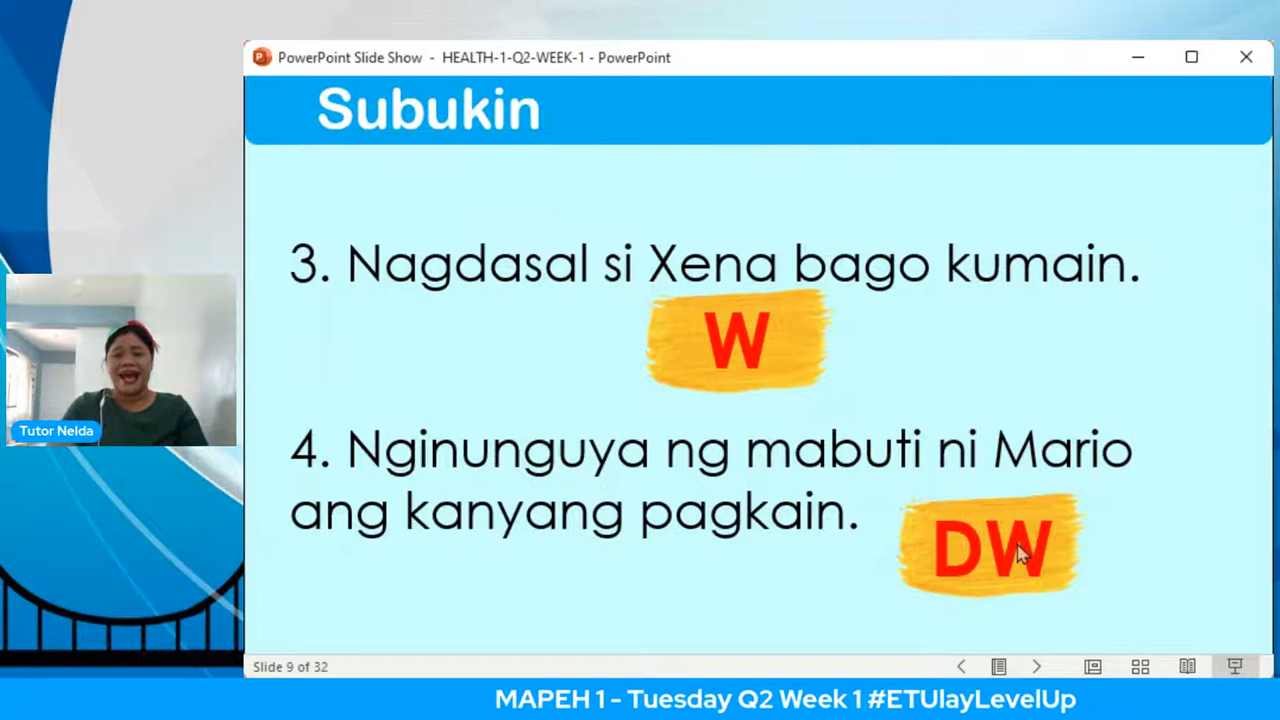 PowerPoint Slide Show - HEALTH-1-Q2-WEEK-1 - PowerPoint
Subukin
3. Nagdasal si Xena bago kumain.
W
4. Nginunguya ng mabuti ni Mario
ang kanyang pagkain.
DW
Tutor Nelda
Slide 9 of 32
MAPEH 1 - Tuesday Q2 Week 1 #ETUlayLevelUp